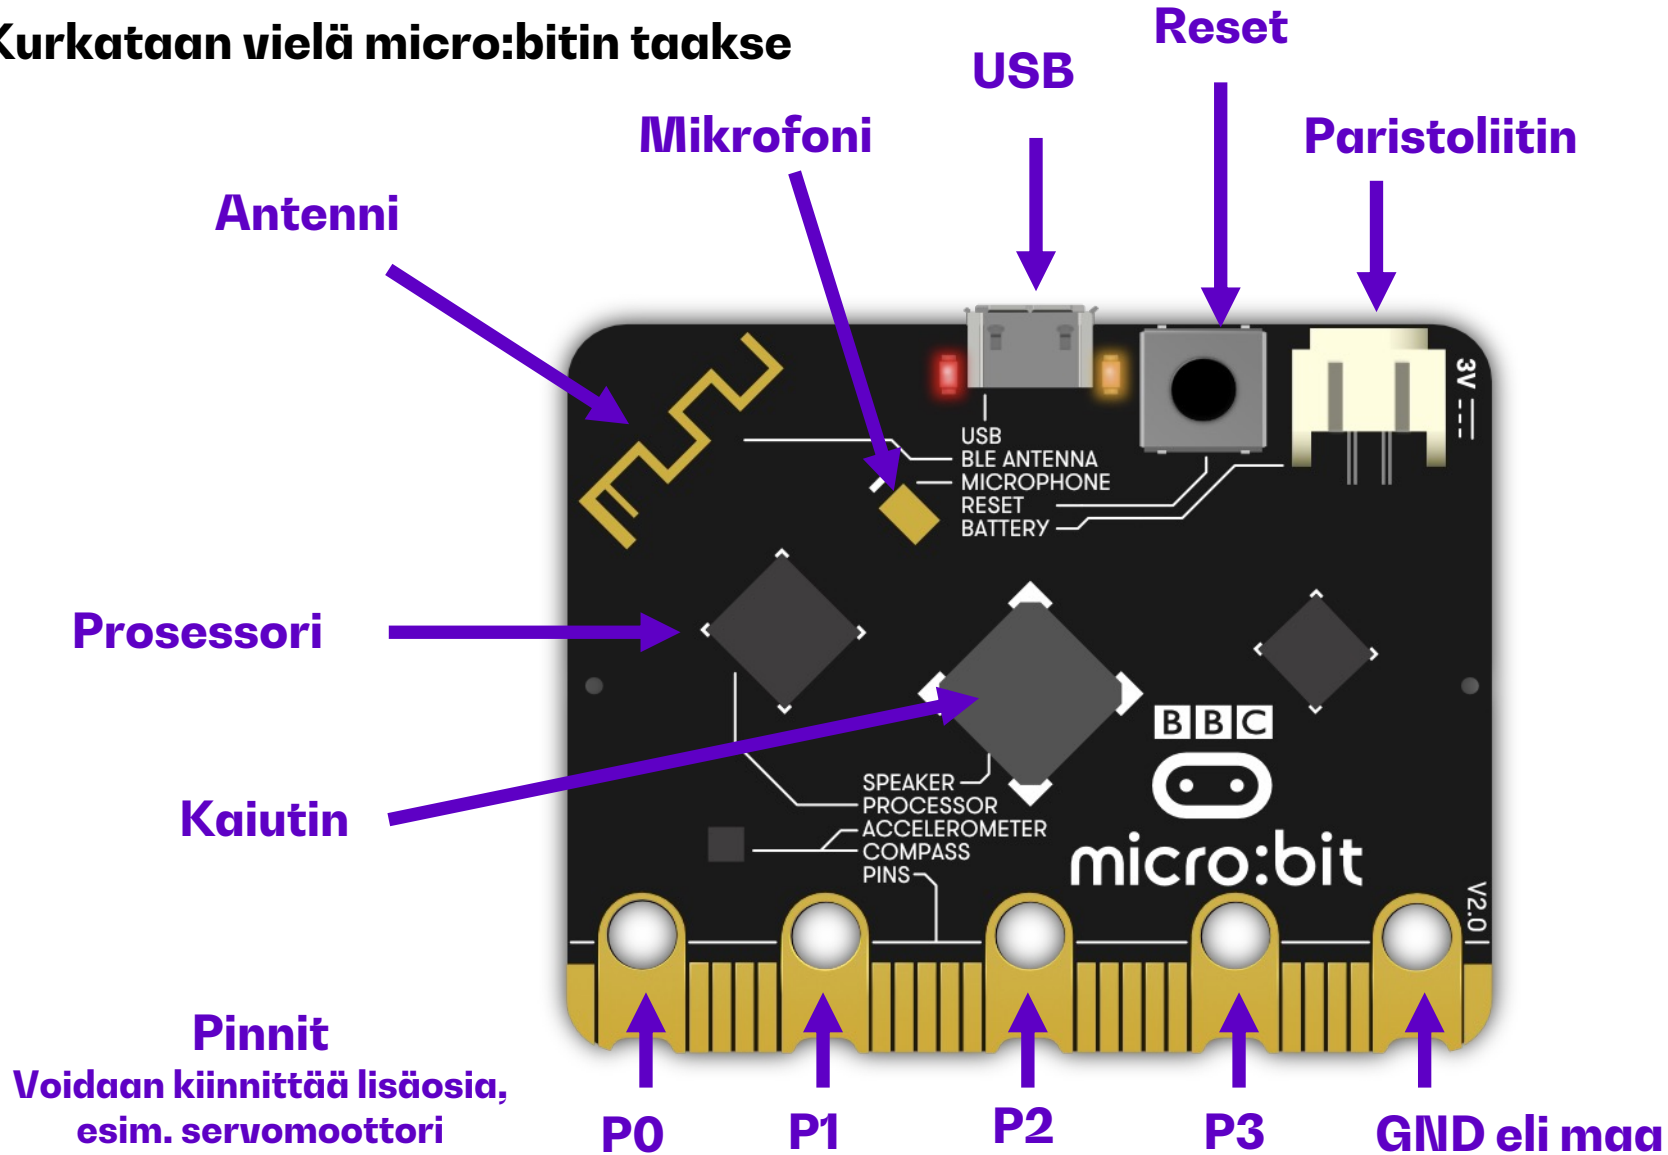 Kurkataan vielä micro:bitin taakse
Reset
USB
Mikrofoni
Paristoliitin
Antenni
3V
USB
BLE ANTENNA
MICROPHONE
RESET
BATTERY
Prosessori
BBC
Kaiutin
SPEAKER
PROCESSOR
ACCELEROMETER
COMPASS
PINS
micro:bit
V2.0
Pinnit
Voidaan kiinnittää lisäosia,
esim. servomoottori
P0
P1
P2
P3
GND eli maa